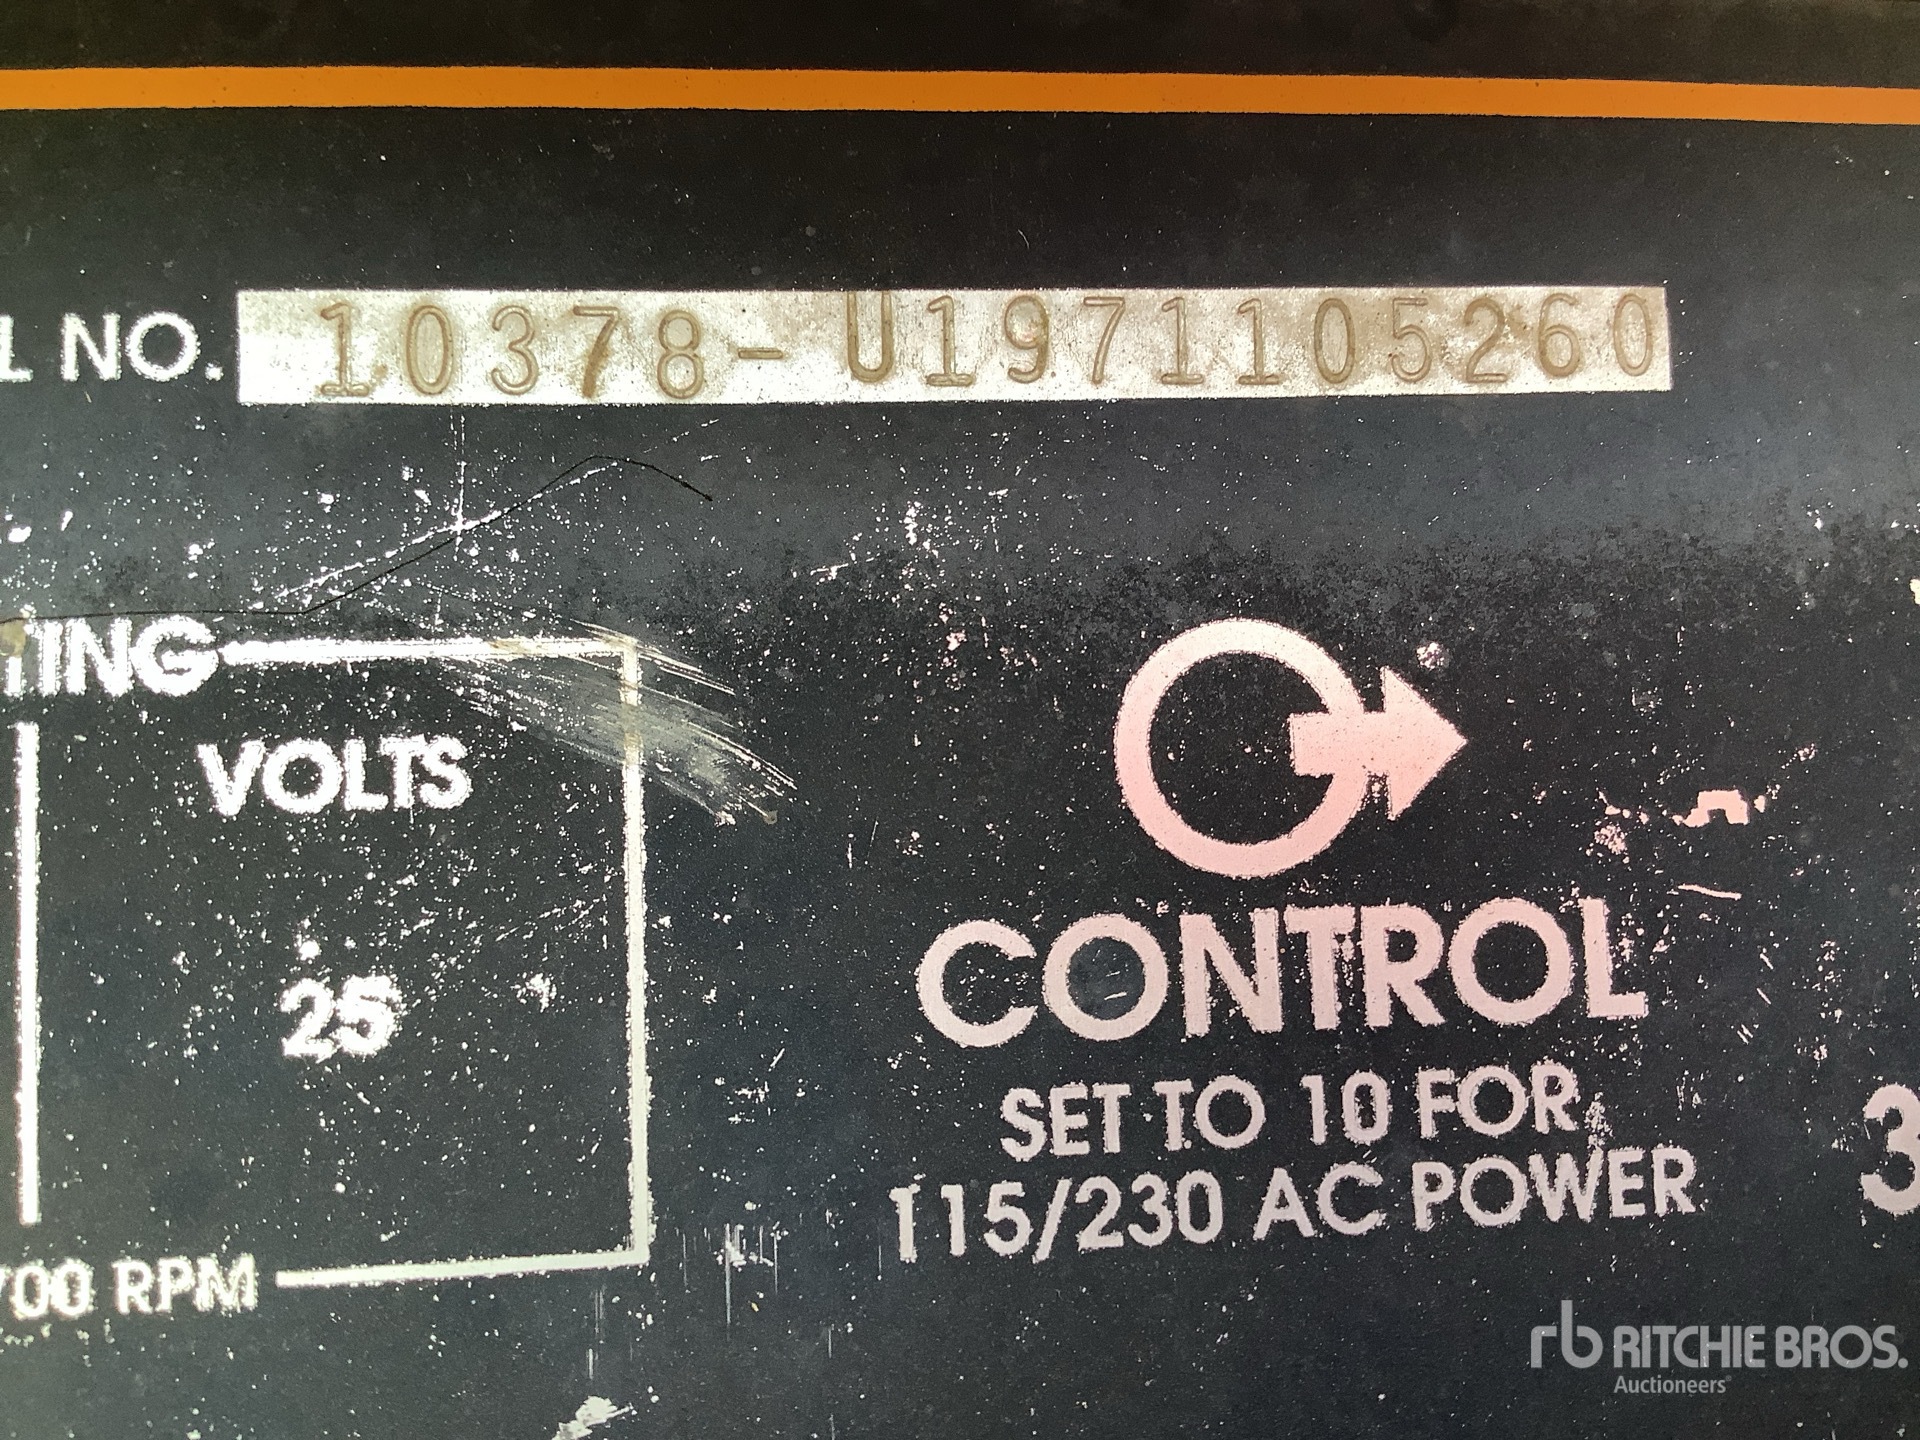 L NO. 10378-U1971105260
TING
VOLTS
25
CONTROL
SET TO 10 FOR
115/230 AC POWER
3
700 RPM
rb RITCHIE BROS.
Auctioneers